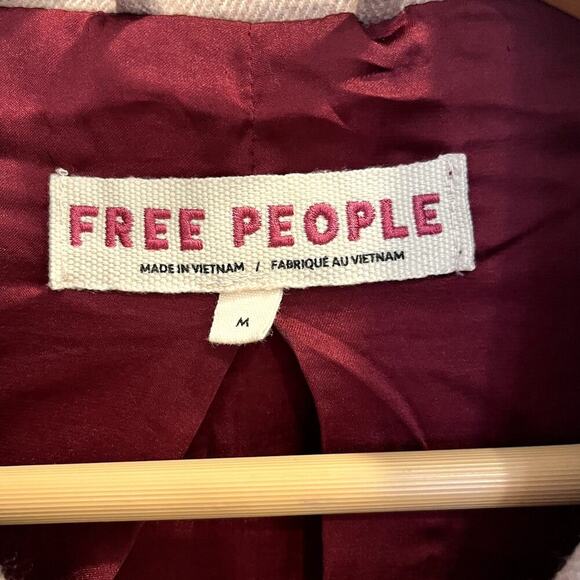 FREE PEOPLE
MADE IN VIETNAM / FABRIQUÉ AU VIETNAM
M